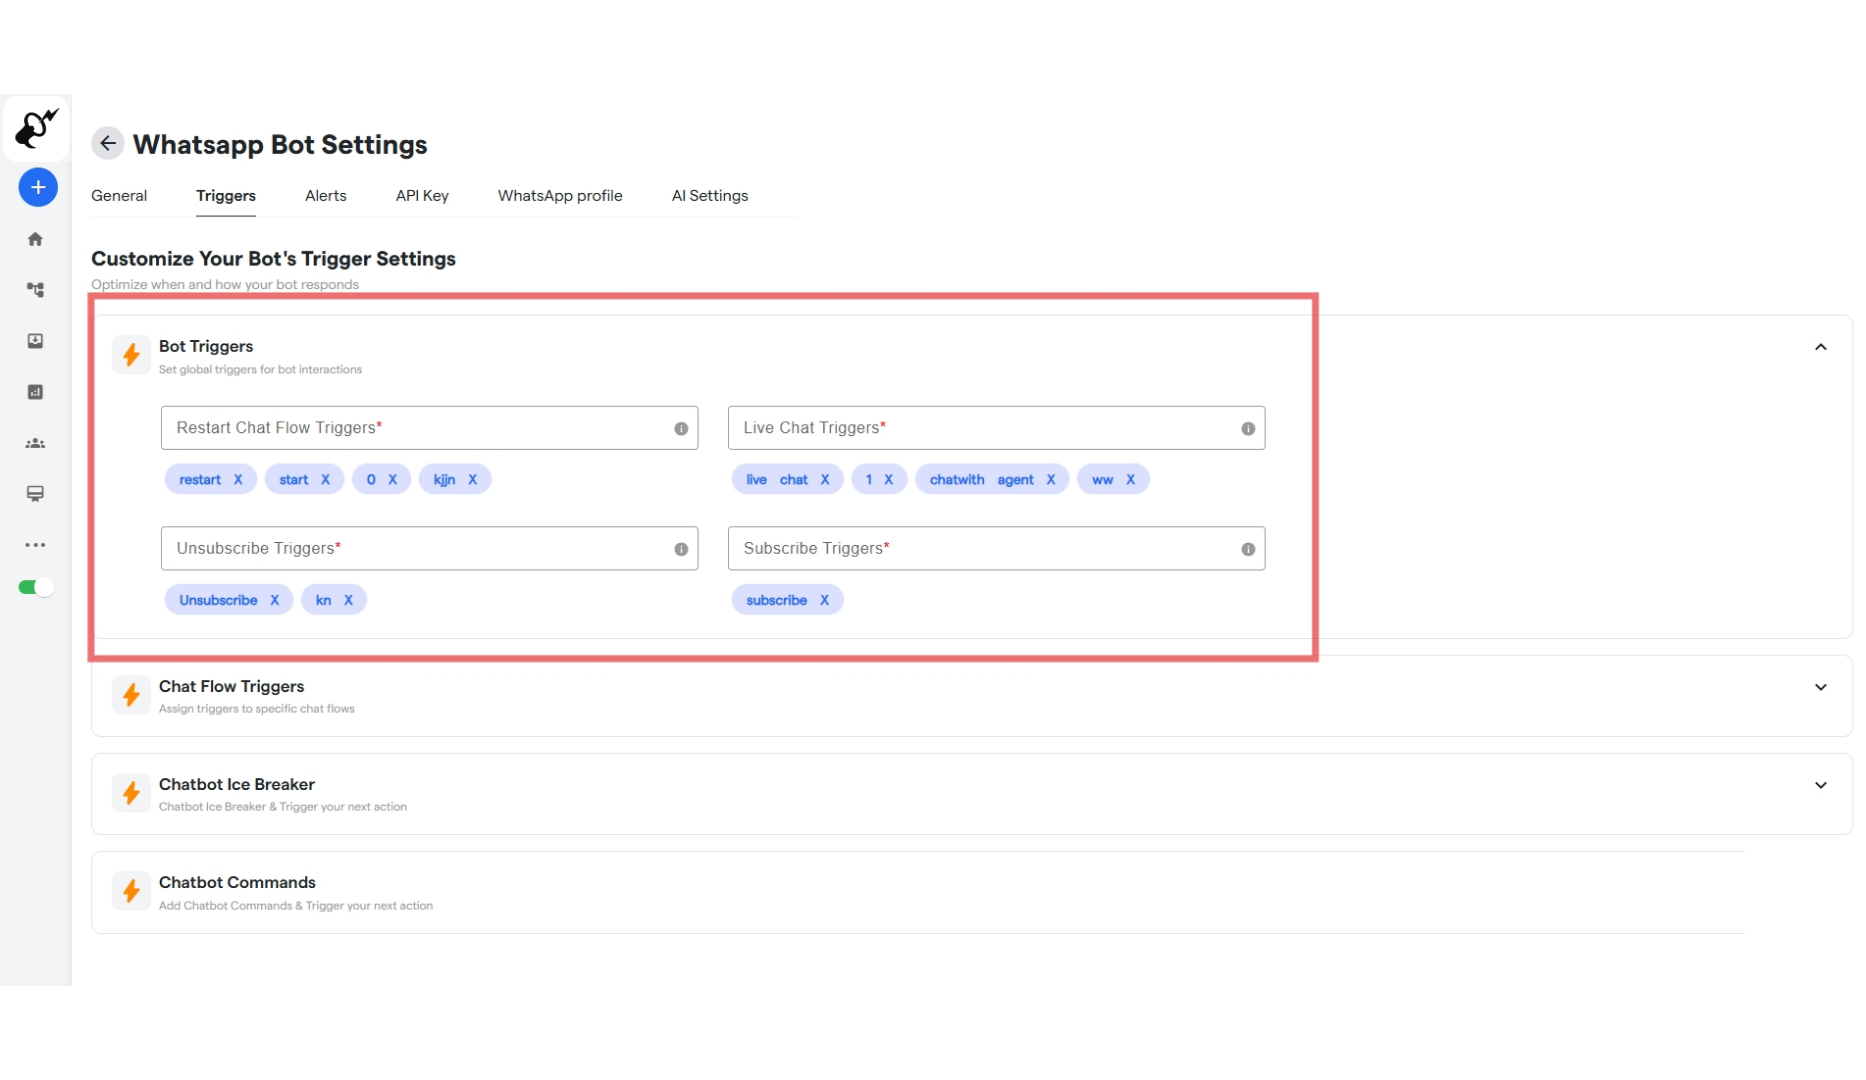 Whatsapp Bot Settings
General Triggers Alerts API Key WhatsApp profile AI Settings
Customize Your Bot's Trigger Settings
Optimize when and how your bot responds
Bot Triggers
Set global triggers for bot interactions
Restart Chat Flow Triggers* Live Chat Triggers*
restart X start X 0 X kjjn X live chat X 1 X chatwith agent X ww X
Unsubscribe Triggers* Subscribe Triggers*
Unsubscribe X kn X subscribe X
Chat Flow Triggers
Assign triggers to specific chat flows
Chatbot Ice Breaker
Chatbot Ice Breaker & Trigger your next action
Chatbot Commands
Add Chatbot Commands & Trigger your next action